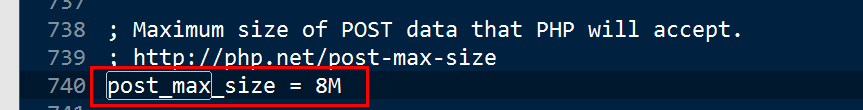 737
738 ; Maximum size of POST data that PHP will accept.
739 ; http://php.net/post-max-size
740 post_max_size = 8M
741